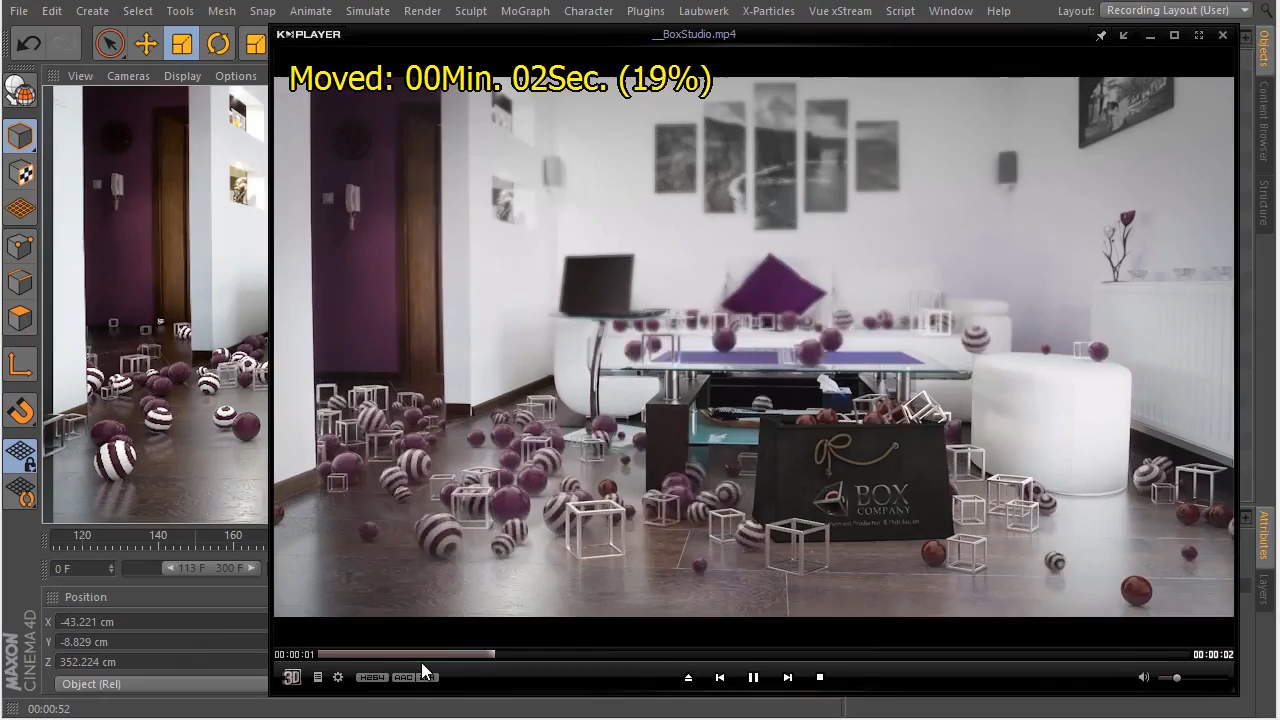 File Edit Create Select Tools Mesh Snap Animate Simulate Render Sculpt MoGraph Character Plugins Laubwerk X-Particles Vue xStream Script Window Help Layout: Recording Layout (User)
KMPLAYER __BoxStudio.mp4
View Cameras Display Options
Moved: 00Min. 02Sec. (19%)
Objects
Content Browser
Structure
BOX
COMPANY
120 140 160
0 F 113 F 300 F
Position
X -43.221 cm
Y -8.829 cm
Z 352.224 cm
Object (Rel)
Attributes
Layers
00:00:01 00:00:02
3D H264 AAC
MAXON
CINEMA 4D
00:00:52